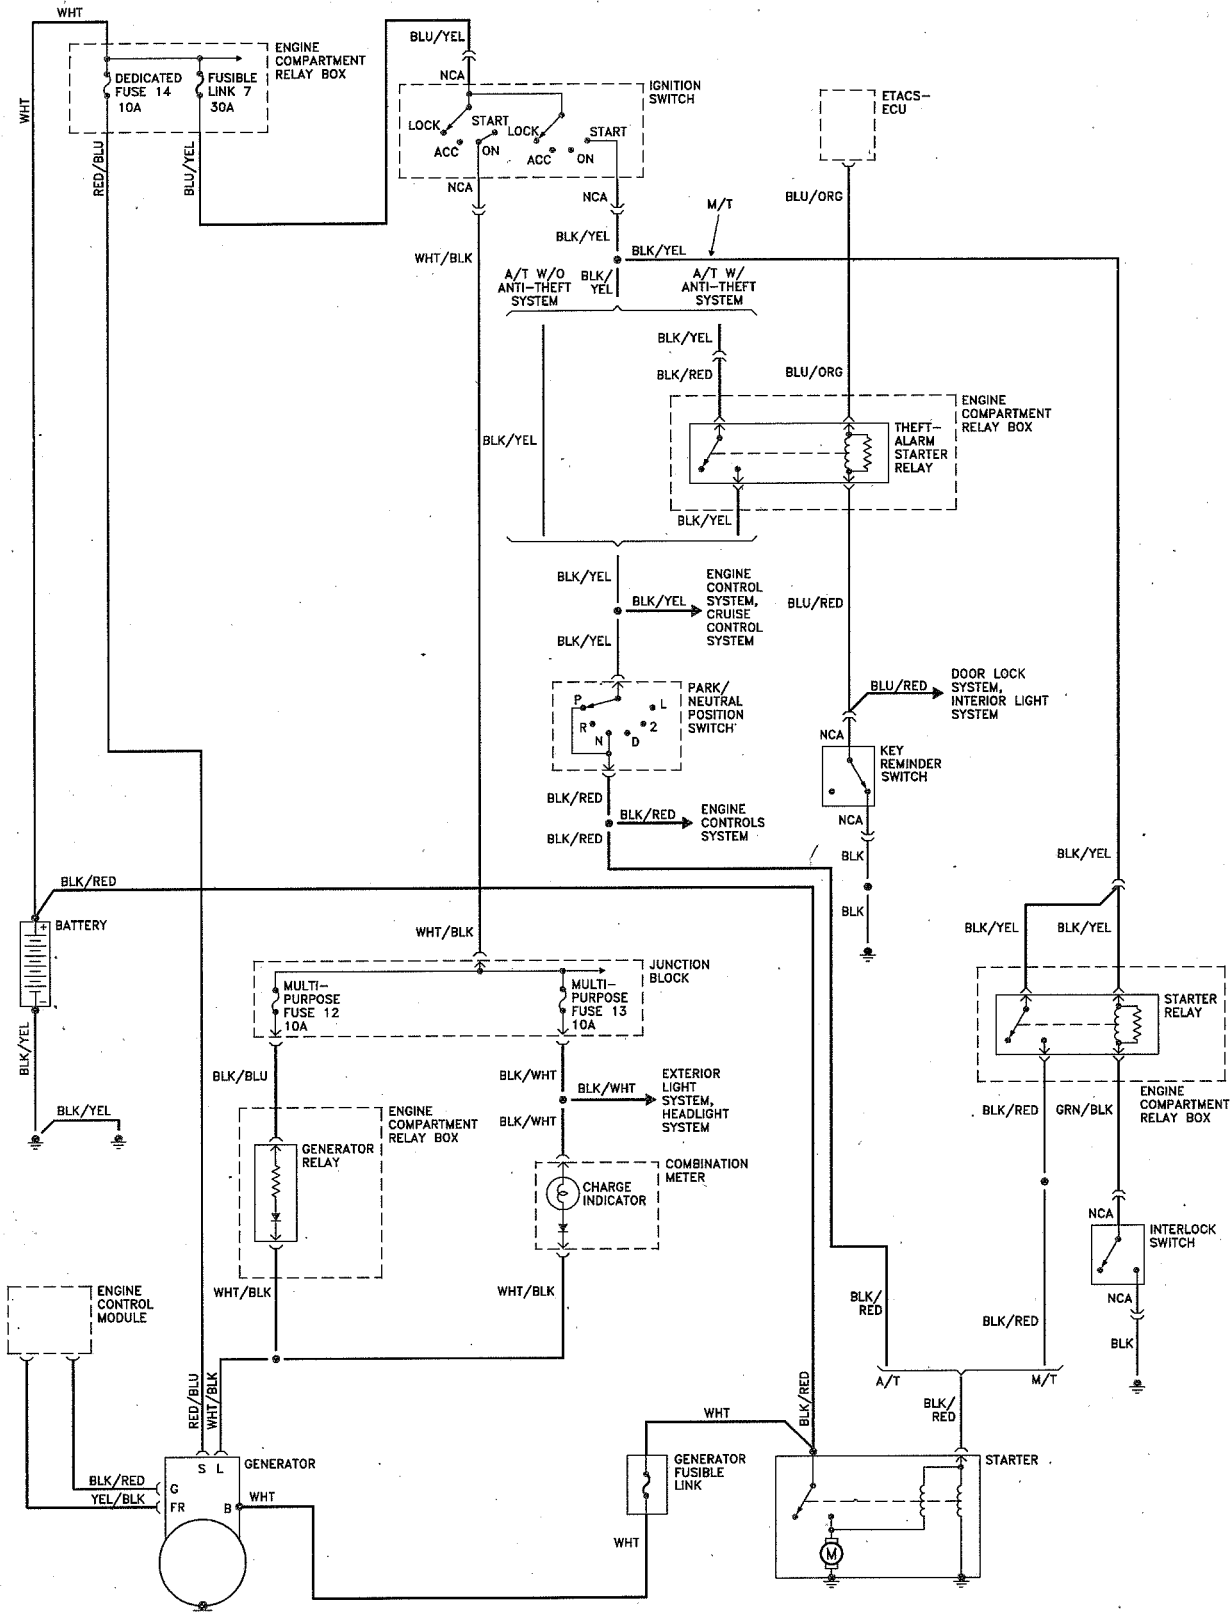 WHT
WHT
DEDICATED
FUSE 14
10A
FUSIBLE
LINK 7
30A
ENGINE
COMPARTMENT
RELAY BOX
RED/BLU
BLU/YEL
BLU/YEL
NCA
IGNITION
SWITCH
LOCK
ACC
START
ON
LOCK
ACC
START
ON
NCA
NCA
ETACS-
ECU
BLU/ORG
M/T
BLK/YEL
BLK/YEL
WHT/BLK
A/T W/O
ANTI-THEFT
SYSTEM
BLK/
YEL
A/T W/
ANTI-THEFT
SYSTEM
BLK/YEL
BLK/RED
BLU/ORG
ENGINE
COMPARTMENT
RELAY BOX
THEFT-
ALARM
STARTER
RELAY
BLK/YEL
BLK/YEL
BLK/YEL
BLK/YEL
ENGINE
CONTROL
SYSTEM,
CRUISE
CONTROL
SYSTEM
BLK/YEL
BLU/RED
BLU/RED
DOOR LOCK
SYSTEM,
INTERIOR LIGHT
SYSTEM
P
R
N
D
2
L
PARK/
NEUTRAL
POSITION
SWITCH
NCA
KEY
REMINDER
SWITCH
NCA
BLK
BLK
BLK/RED
BLK/RED
ENGINE
CONTROLS
SYSTEM
BLK/RED
BLK/YEL
BLK/RED
+
BATTERY
-
WHT/BLK
BLK/YEL
BLK/YEL
JUNCTION
BLOCK
MULTI-
PURPOSE
FUSE 12
10A
MULTI-
PURPOSE
FUSE 13
10A
STARTER
RELAY
BLK/YEL
BLK/YEL
BLK/BLU
BLK/WHT
BLK/WHT
EXTERIOR
LIGHT
SYSTEM,
HEADLIGHT
SYSTEM
BLK/WHT
ENGINE
COMPARTMENT
RELAY BOX
BLK/RED
GRN/BLK
ENGINE
COMPARTMENT
RELAY BOX
GENERATOR
RELAY
CHARGE
INDICATOR
COMBINATION
METER
NCA
INTERLOCK
SWITCH
NCA
BLK
WHT/BLK
WHT/BLK
ENGINE
CONTROL
MODULE
BLK/
RED
BLK/RED
A/T
M/T
BLK/
RED
RED/BLU
WHT/BLK
BLK/RED
WHT
S L
GENERATOR
BLK/RED
G
YEL/BLK
FR
B
WHT
GENERATOR
FUSIBLE
LINK
WHT
STARTER
M